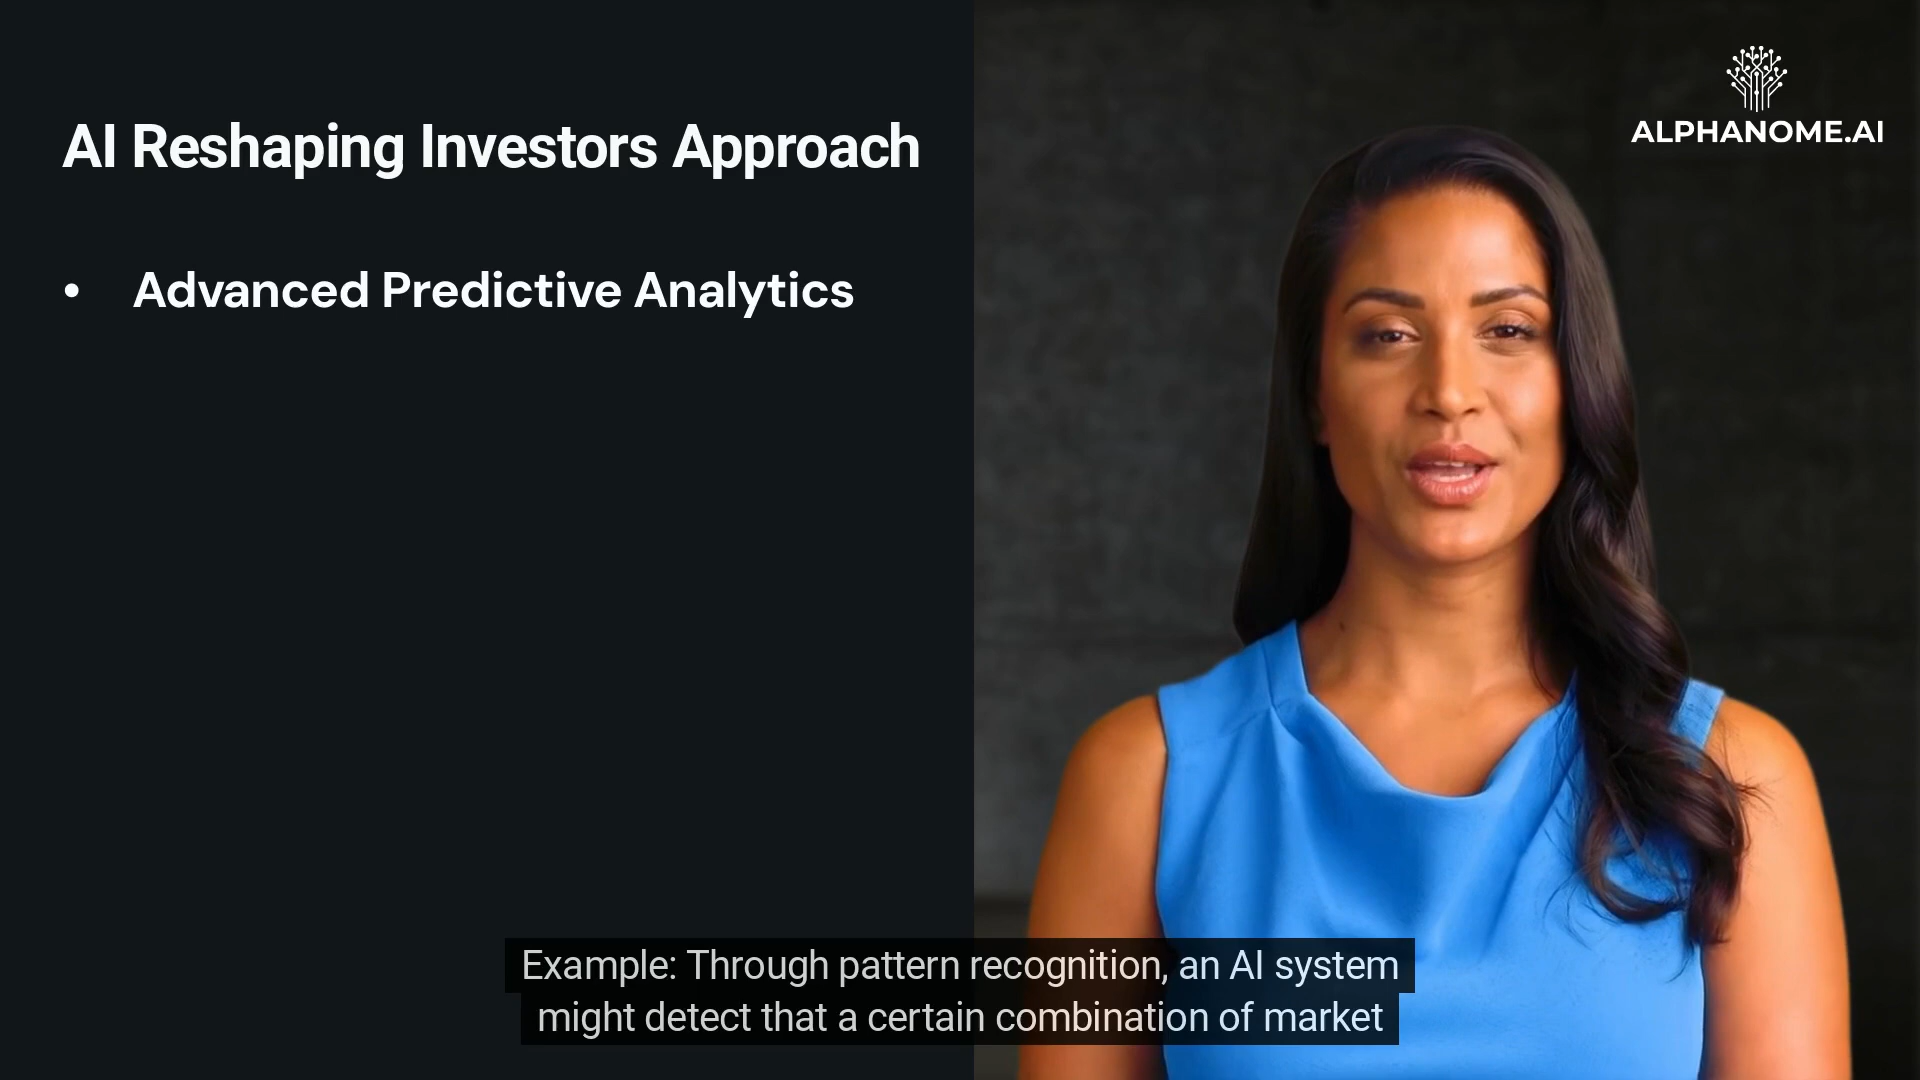 ALPHANOME.AI
AI Reshaping Investors Approach
• Advanced Predictive Analytics
Example: Through pattern recognition, an AI system
might detect that a certain combination of market